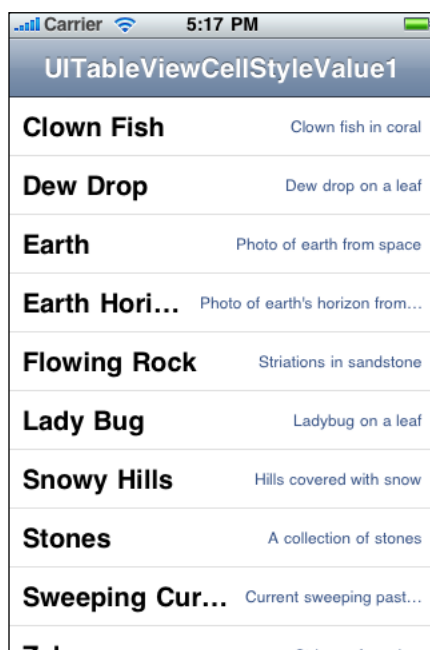 Carrier 5:17 PM
UITableViewCellStyleValue1
Clown Fish Clown fish in coral
Dew Drop Dew drop on a leaf
Earth Photo of earth from space
Earth Hori... Photo of earth's horizon from...
Flowing Rock Striations in sandstone
Lady Bug Ladybug on a leaf
Snowy Hills Hills covered with snow
Stones A collection of stones
Sweeping Cur... Current sweeping past...